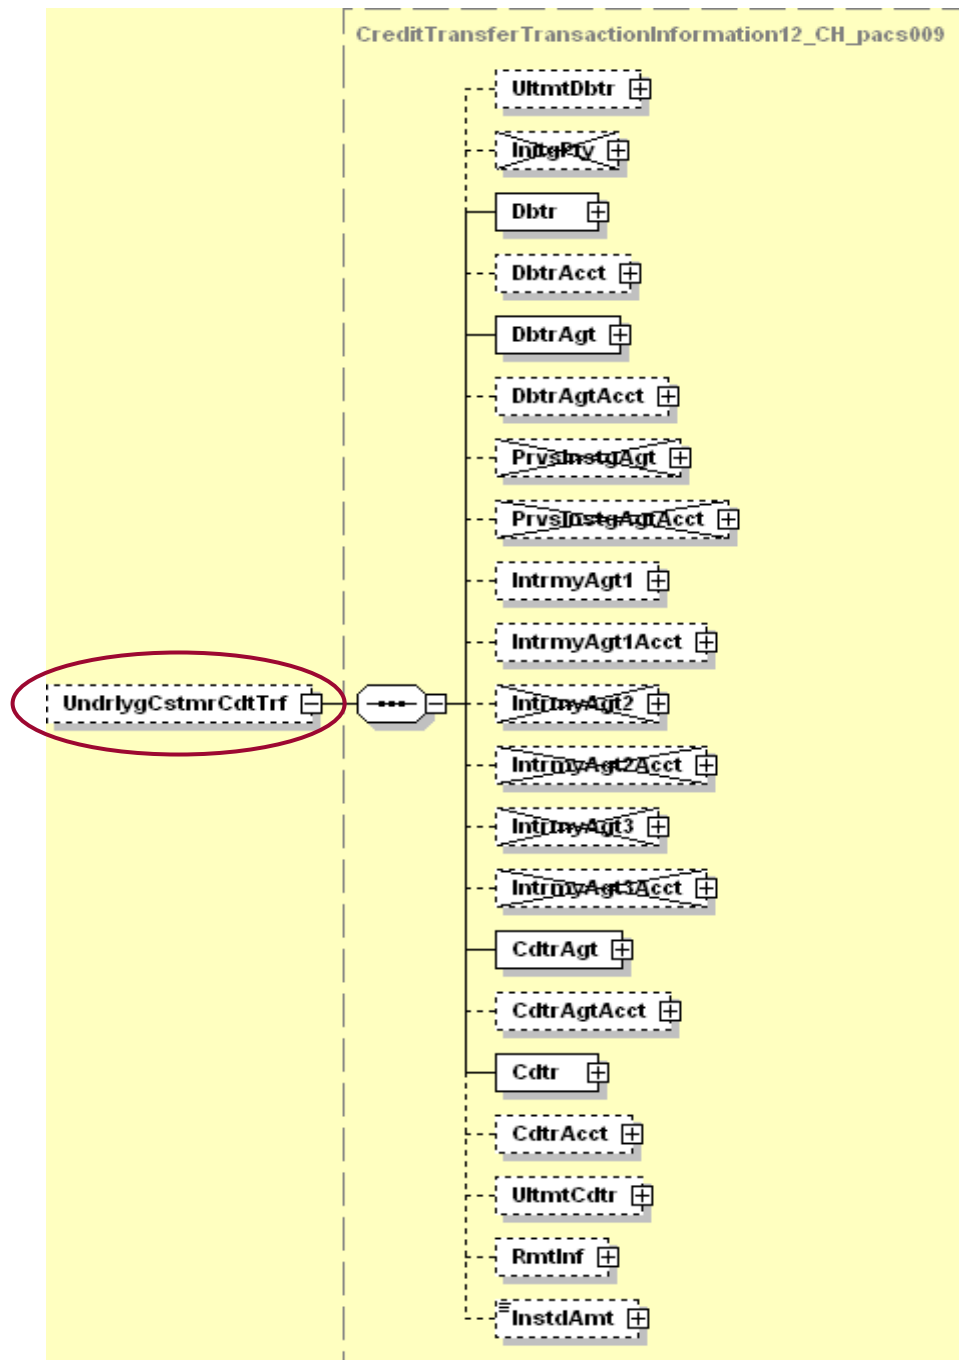 CreditTransferTransactionInformation12_CH_pacs009
UltmtDbtr
InitgPty
Dbtr
DbtrAcct
DbtrAgt
DbtrAgtAcct
PrvsInstgAgt
PrvsInstgAgtAcct
IntrmyAgt1
IntrmyAgt1Acct
UndrlygCstmrCdtTrf
IntrmyAgt2
IntrmyAgt2Acct
IntrmyAgt3
IntrmyAgt3Acct
CdtrAgt
CdtrAgtAcct
Cdtr
CdtrAcct
UltmtCdtr
RmtInf
InstdAmt